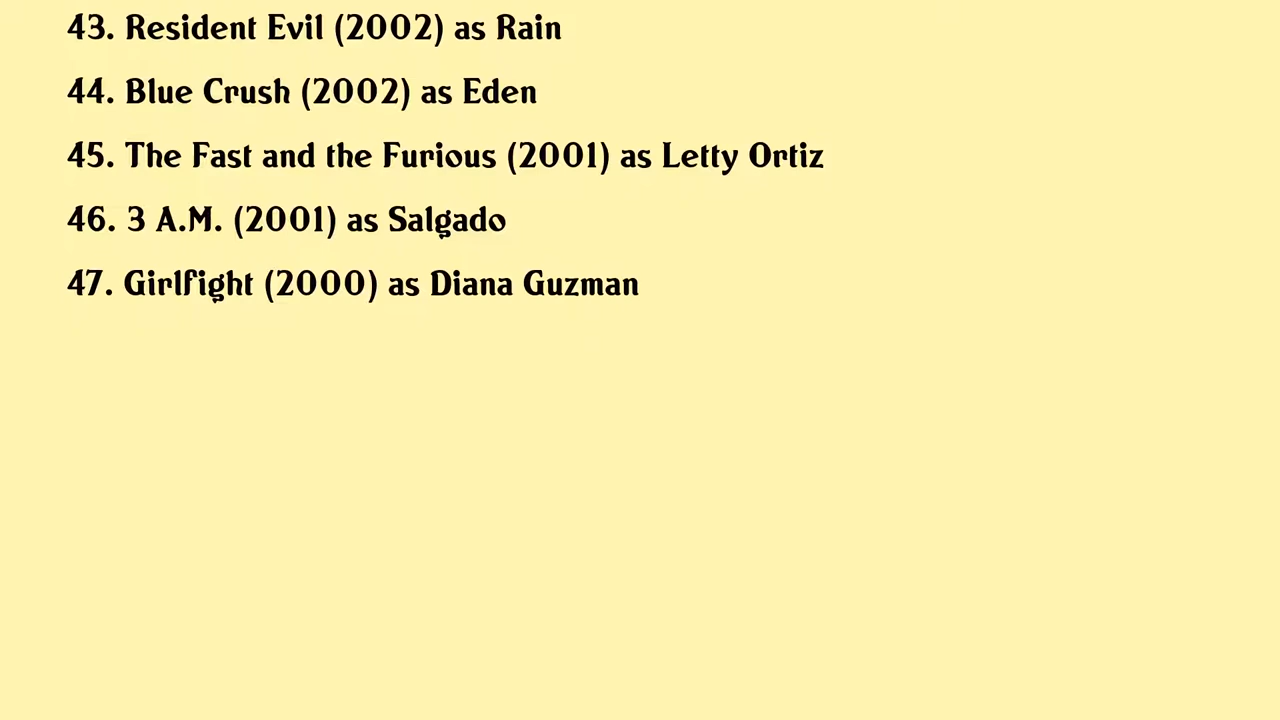 43. Resident Evil (2002) as Rain
44. Blue Crush (2002) as Eden
45. The Fast and the Furious (2001) as Letty Ortiz
46. 3 A.M. (2001) as Salgado
47. Girlfight (2000) as Diana Guzman